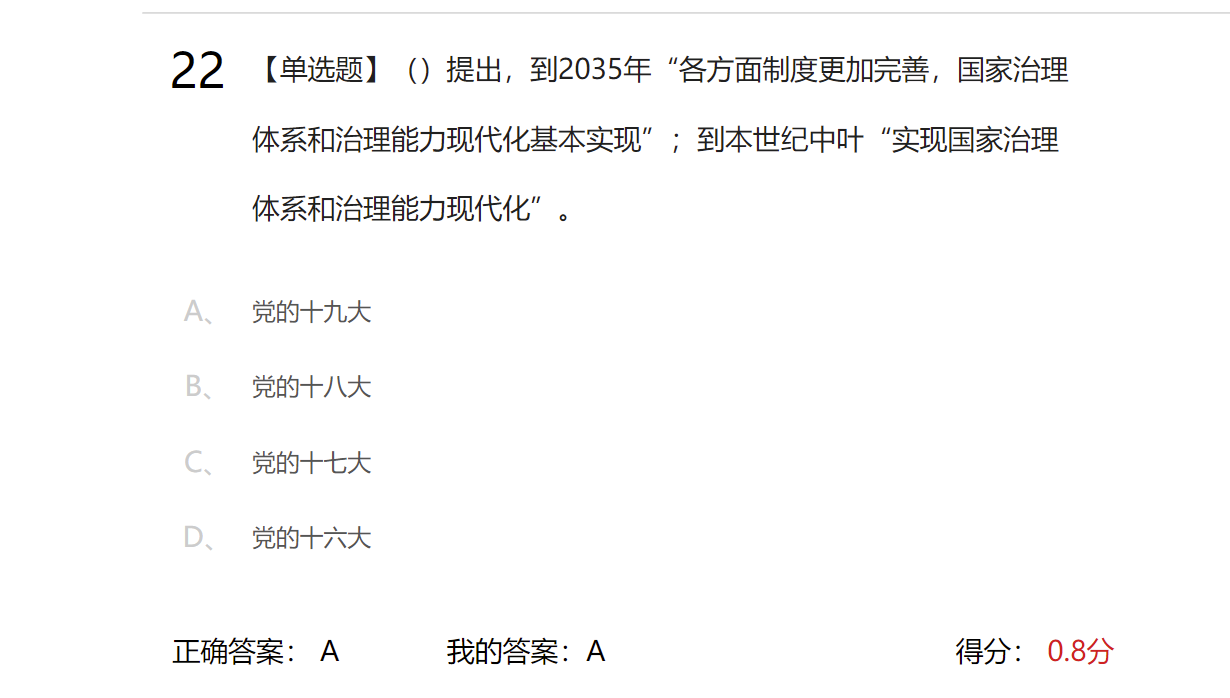 22 【单选题】（）提出，到2035年“各方面制度更加完善，国家治理
体系和治理能力现代化基本实现”；到本世纪中叶“实现国家治理
体系和治理能力现代化”。
A、 党的十九大
B、 党的十八大
C、 党的十七大
D、 党的十六大
正确答案： A 我的答案：A 得分： 0.8分